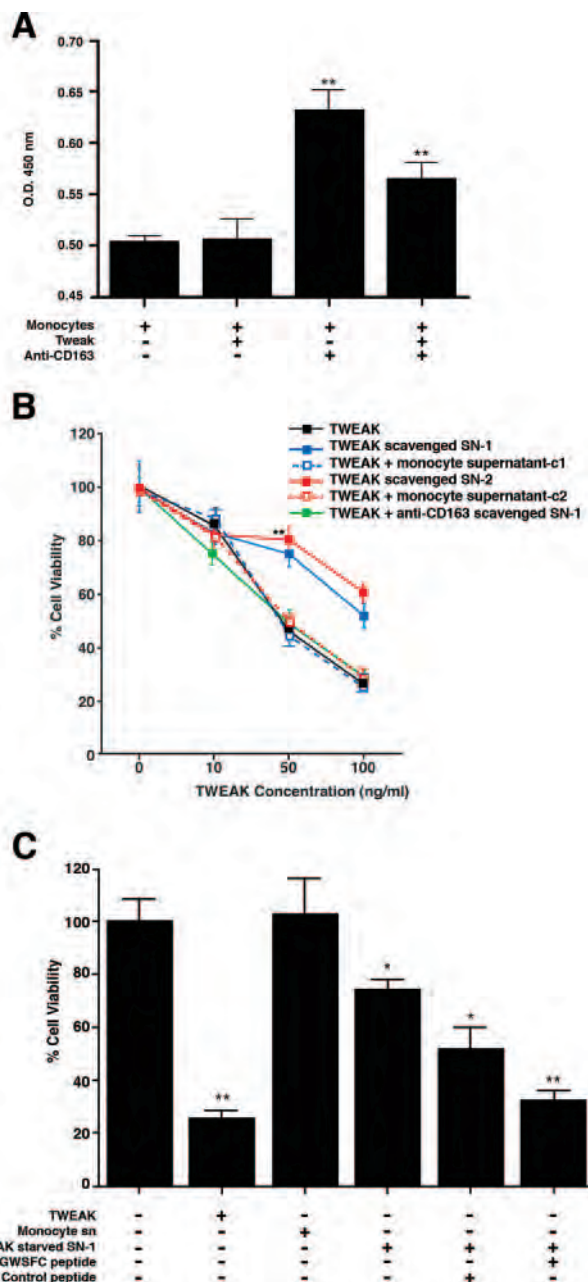 A
0.70
0.65
0.60
0.55
0.50
0.45
O.D. 450 nm
**
**
Monocytes + + + +
Tweak - + - +
Anti-CD163 - - + +
B
TWEAK
TWEAK scavenged SN-1
TWEAK + monocyte supernatant-c1
TWEAK scavenged SN-2
TWEAK + monocyte supernatant-c2
TWEAK + anti-CD163 scavenged SN-1
120
100
80
60
40
20
0
% Cell Viability
**
0 10 50 100
TWEAK Concentration (ng/ml)
C
120
100
80
60
40
20
0
% Cell Viability
**
*
*
**
TWEAK - + - - - -
Monocyte sn - - + - - -
AK starved SN-1 - - - + + +
GWSFC peptide - - - - - +
Control peptide - - - - + -